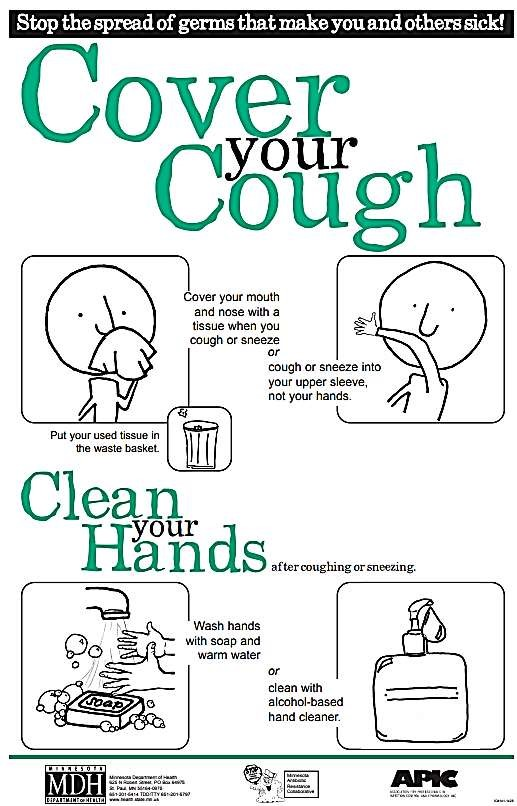 Stop the spread of germs that make you and others sick!
Cover
your
Cough
Cover your mouth
and nose with a
tissue when you
cough or sneeze
or
cough or sneeze into
your upper sleeve,
not your hands.
Put your used tissue in
the waste basket.
Clean
your
Hands
after coughing or sneezing.
Wash hands
with soap and
warm water
or
clean with
alcohol-based
hand cleaner.
soap
MINNESOTA
MDH
DEPARTMENT OF HEALTH
Minnesota Department of Health
St. Paul, MN
www.health.state.mn.us
STOP
Minnesota
Antibiotic
Resistance
Collaborative
APIC